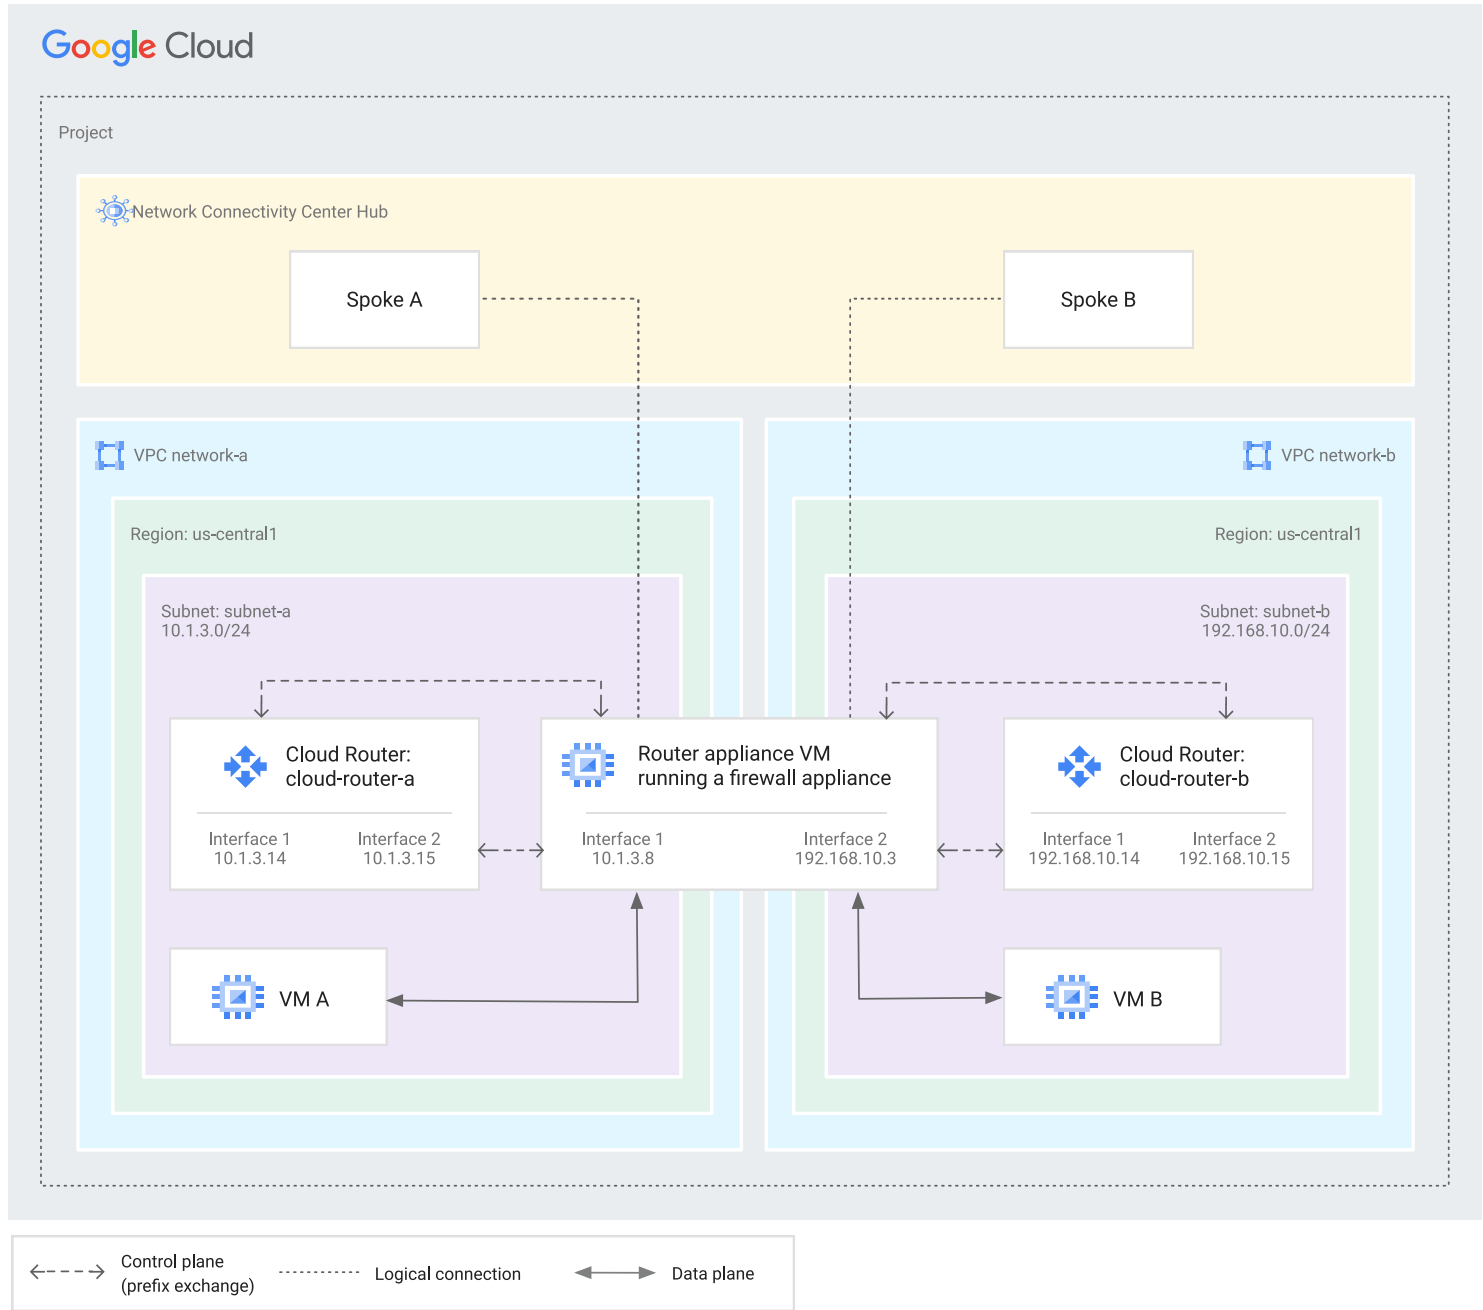 Google Cloud
Project
Network Connectivity Center Hub
Spoke A
Spoke B
VPC network-a
VPC network-b
Region: us-central1
Region: us-central1
Subnet: subnet-a
10.1.3.0/24
Subnet: subnet-b
192.168.10.0/24
Cloud Router:
cloud-router-a
Interface 1
10.1.3.14
Interface 2
10.1.3.15
Router appliance VM
running a firewall appliance
Interface 1
10.1.3.8
Interface 2
192.168.10.3
Cloud Router:
cloud-router-b
Interface 1
192.168.10.14
Interface 2
192.168.10.15
VM A
VM B
Control plane
(prefix exchange)
Logical connection
Data plane